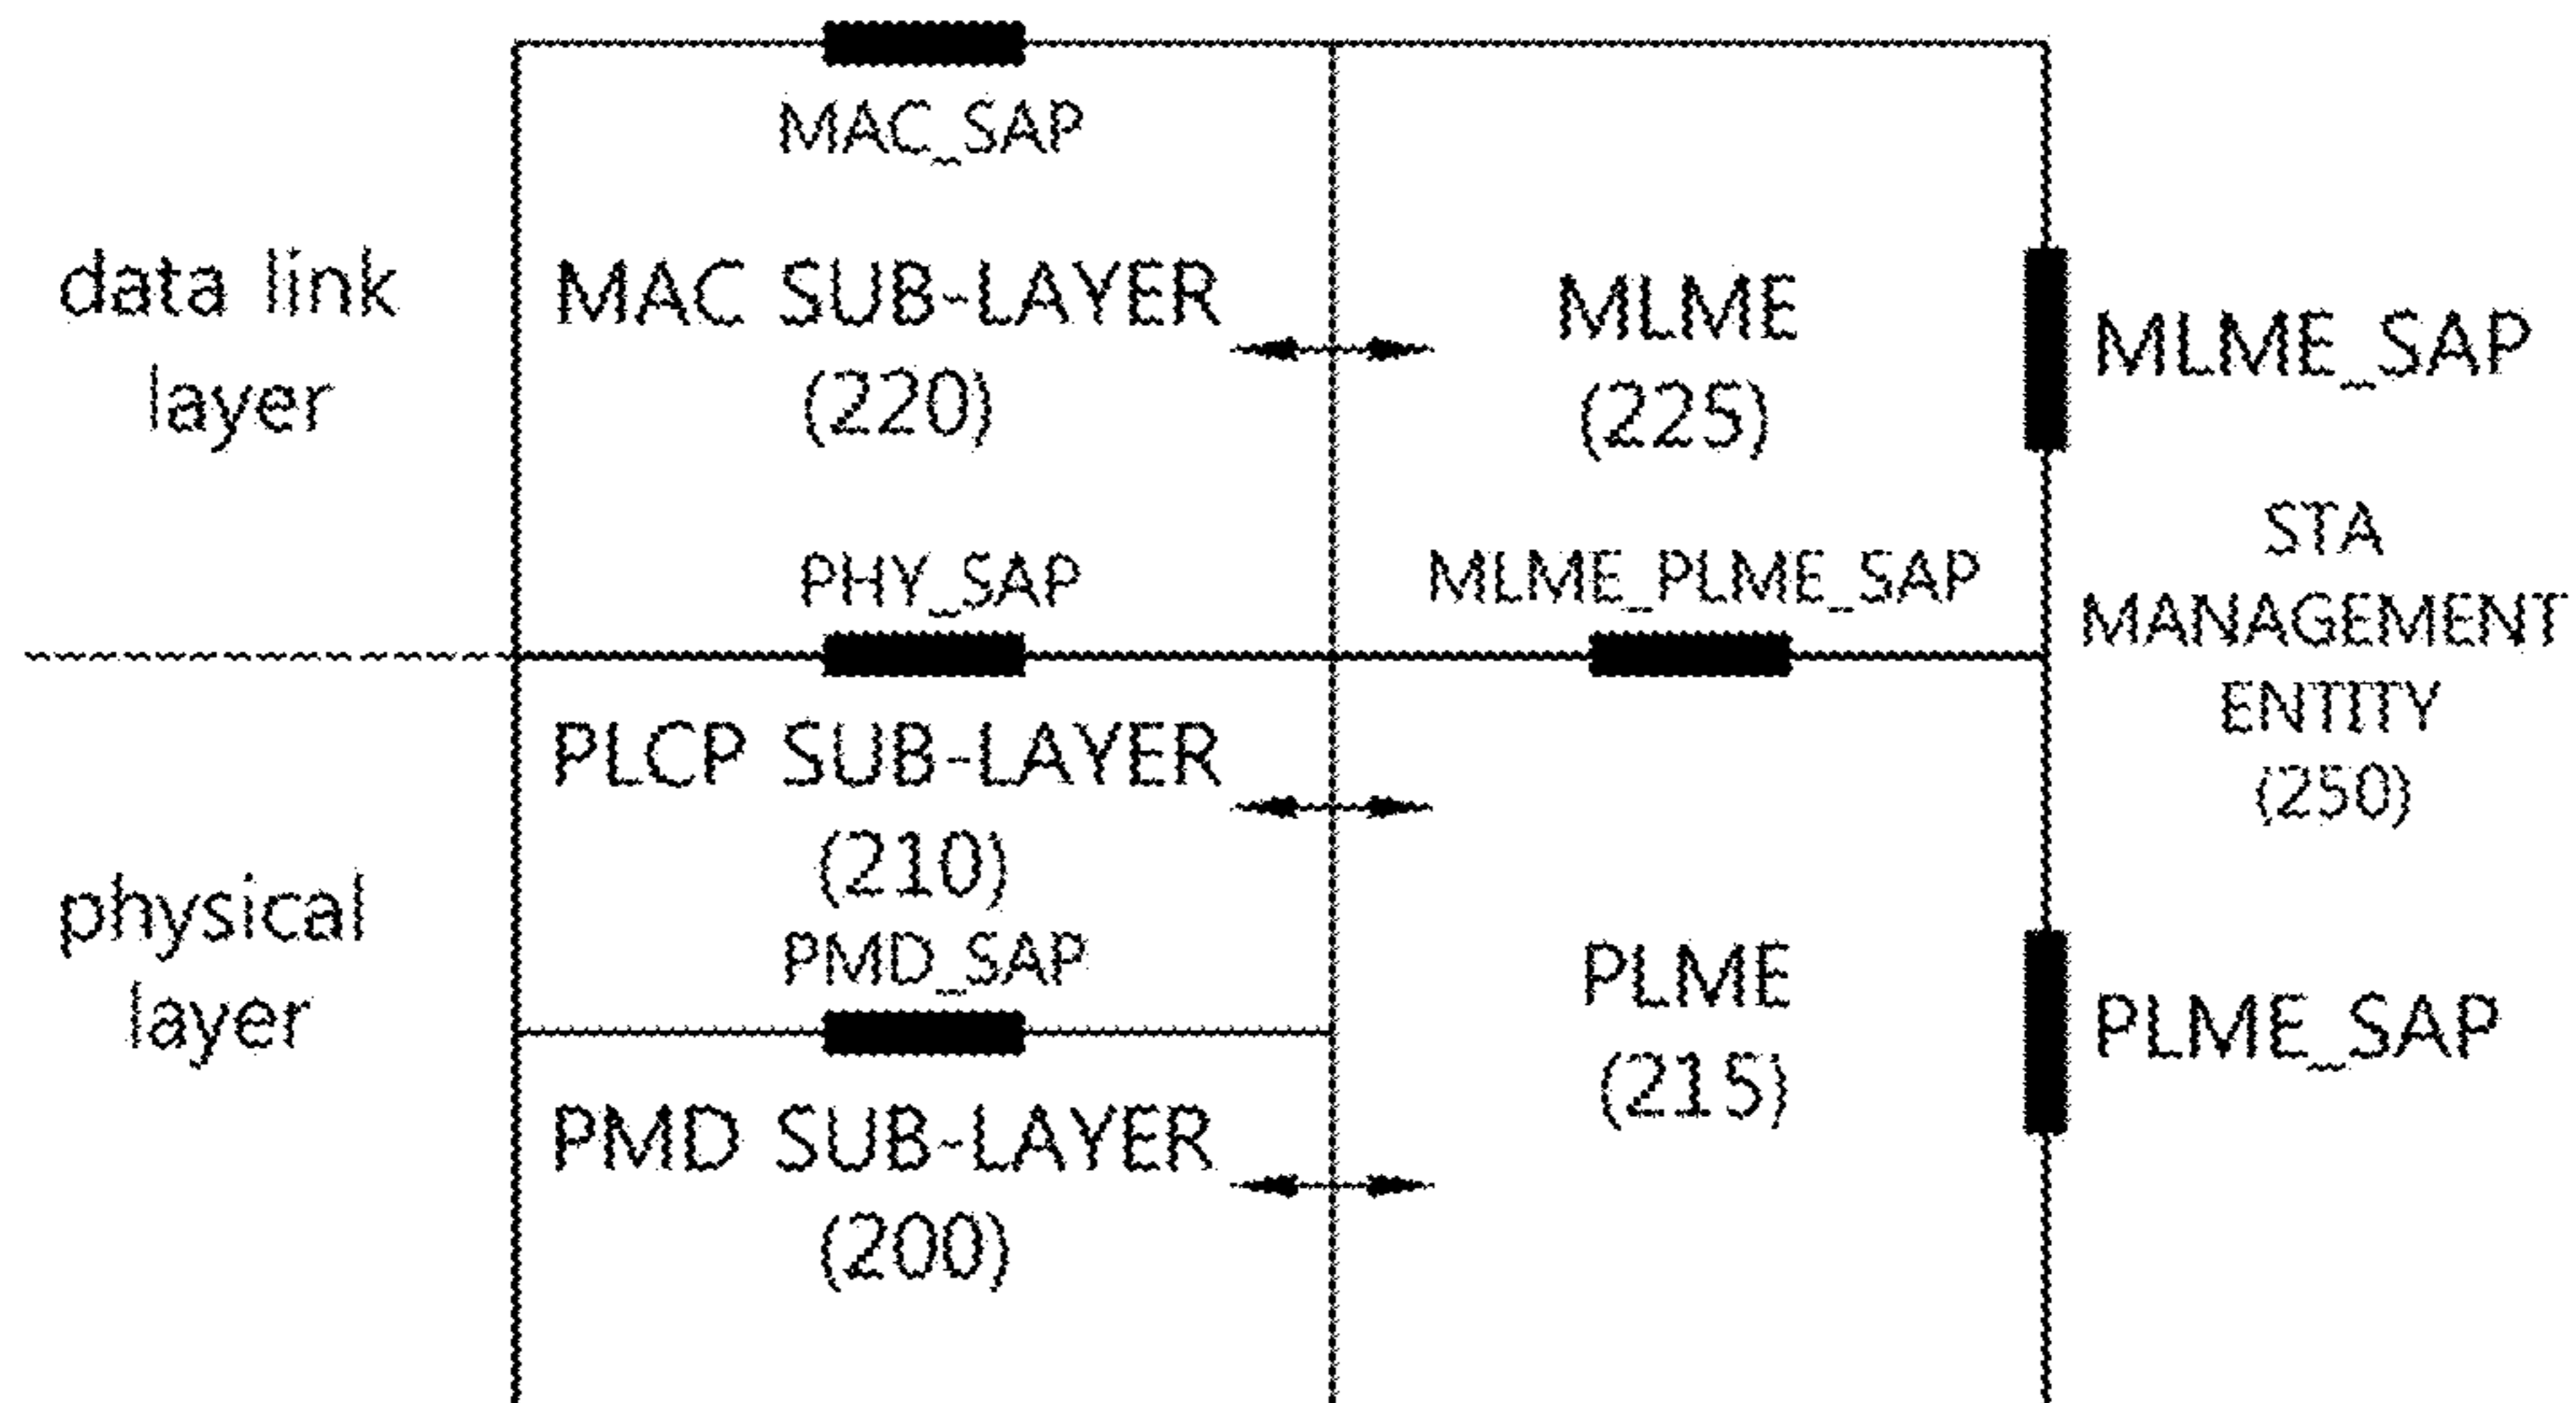 MAC_SAP
data link
layer
MAC SUB-LAYER
(220)
MLME
(225)
MLME_SAP
PHY_SAP
MLME_PLME_SAP
STA
MANAGEMENT
ENTITY
(250)
physical
layer
PLCP SUB-LAYER
(210)
PMD_SAP
PLME
(215)
PLME_SAP
PMD SUB-LAYER
(200)